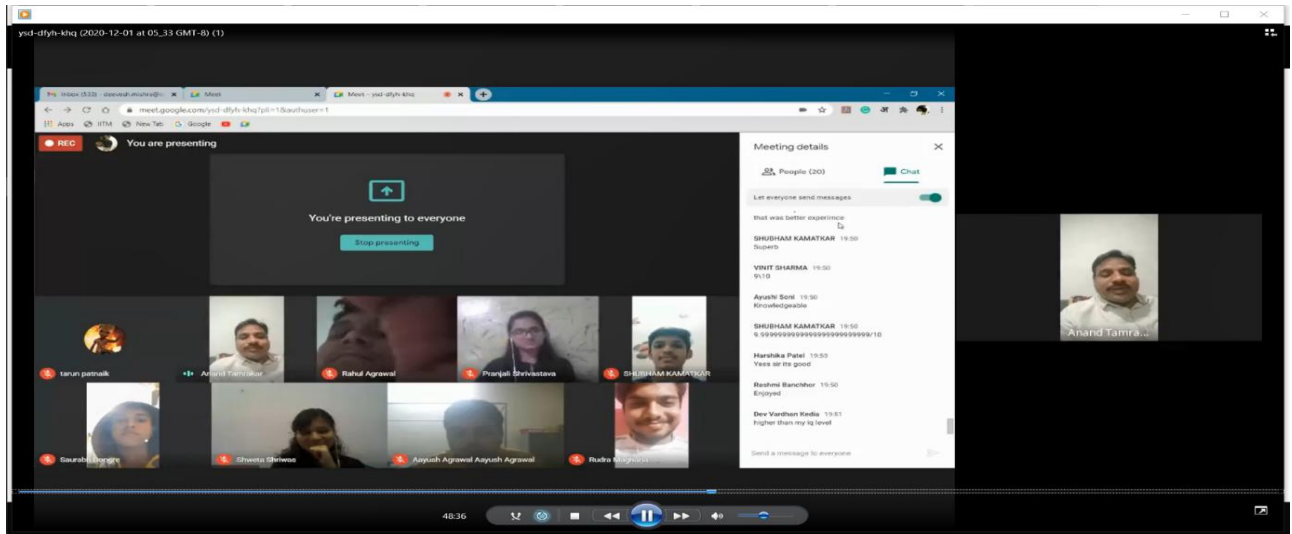 ysd-dfyh-khq (2020-12-01 at 05_33 GMT-8) (1)
Meet
Meet - ysd-dfyh-khq
meet.google.com/ysd-dfyh-khq?pli=1&authuser=1
Apps IITM New Tab Google
REC You are presenting
You're presenting to everyone
Stop presenting
tarun patnaik
Anand Tamrakar
Rahul Agrawal
Pranjali Shrivastava
SHUBHAM KAMATKAR
Saurabh Dongre
Shweta Shriwas
Aayush Agrawal Aayush Agrawal
Rudra
Meeting details
People (20) Chat
Let everyone send messages
that was better experience
SHUBHAM KAMATKAR 19:50
Superb
VINIT SHARMA 19:50
9\10
Ayushi Soni 19:50
Knowledgeable
SHUBHAM KAMATKAR 19:50
Harshika Patel 19:50
Yess sir its good
Reshmi Banchhor 19:50
Enjoyed
Dev Vardhan Kedia 19:51
higher than my iq level
Send a message to everyone
Anand Tamra...
48:36